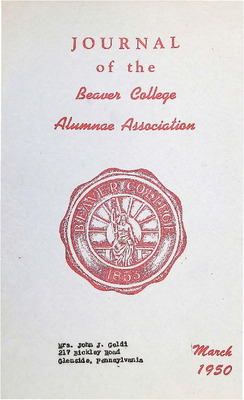 JOURNAL
of the
Beaver College
Alumnae Association
BEAVER COLLEGE
1853
Mrs. John J. Goldi
217 Bickley Road
Glenside, Pennsylvania
March
1950